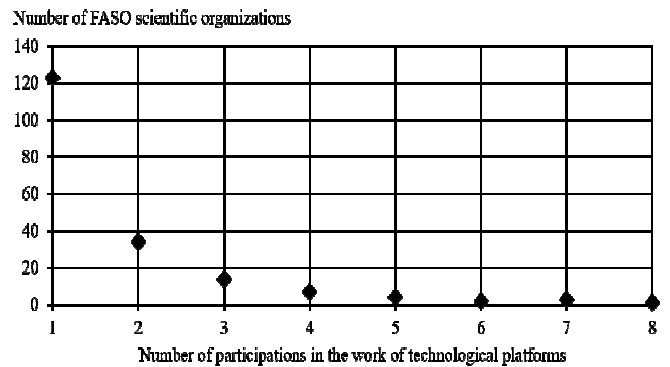 Number of FASO scientific organizations
140
120
100
80
60
40
20
0
1 2 3 4 5 6 7 8
Number of participations in the work of technological platforms